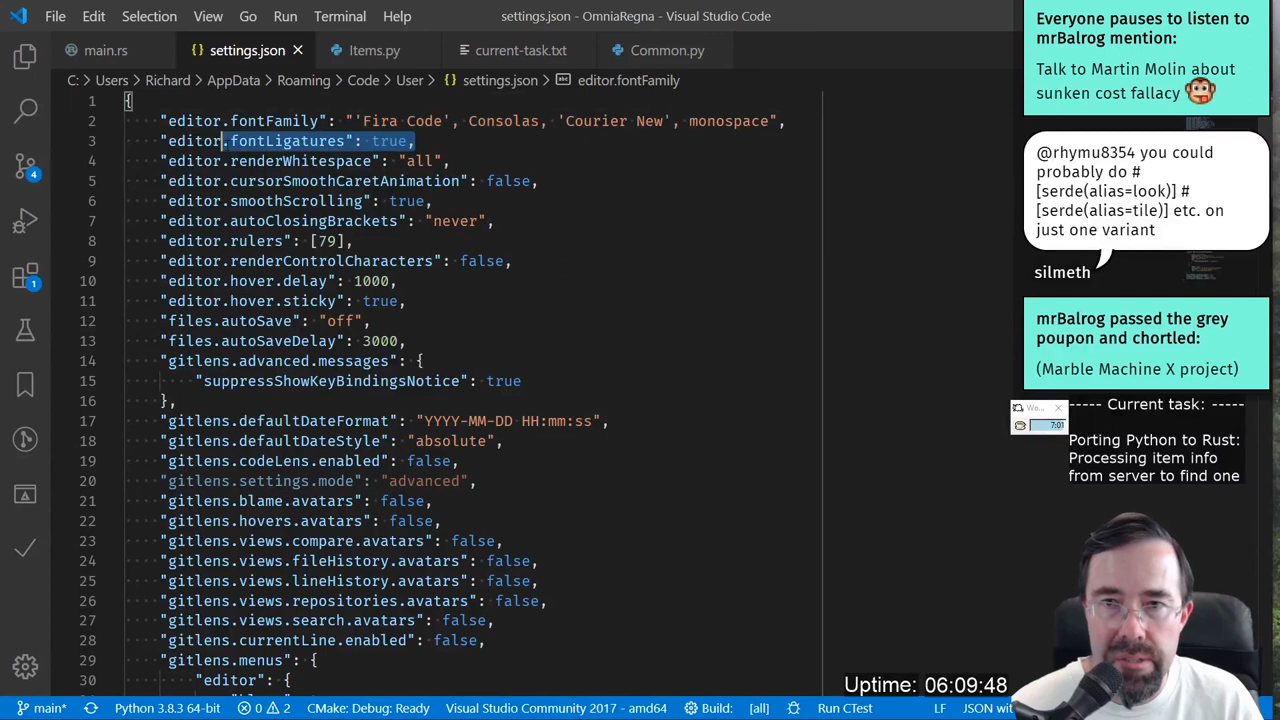 File Edit Selection View Go Run Terminal Help
settings.json - OmniaRegna - Visual Studio Code
main.rs
{} settings.json
Items.py
current-task.txt
Common.py
C: > Users > Richard > AppData > Roaming > Code > User > {} settings.json > editor.fontFamily
1 {
2 "editor.fontFamily": "'Fira Code', Consolas, 'Courier New', monospace",
3 "editor.fontLigatures": true,
4 "editor.renderWhitespace": "all",
5 "editor.cursorSmoothCaretAnimation": false,
6 "editor.smoothScrolling": true,
7 "editor.autoClosingBrackets": "never",
8 "editor.rulers": [79],
9 "editor.renderControlCharacters": false,
10 "editor.hover.delay": 1000,
11 "editor.hover.sticky": true,
12 "files.autoSave": "off",
13 "files.autoSaveDelay": 3000,
14 "gitlens.advanced.messages": {
15 "suppressShowKeyBindingsNotice": true
16 },
17 "gitlens.defaultDateFormat": "YYYY-MM-DD HH:mm:ss",
18 "gitlens.defaultDateStyle": "absolute",
19 "gitlens.codeLens.enabled": false,
20 "gitlens.settings.mode": "advanced",
21 "gitlens.blame.avatars": false,
22 "gitlens.hovers.avatars": false,
23 "gitlens.views.compare.avatars": false,
24 "gitlens.views.fileHistory.avatars": false,
25 "gitlens.views.lineHistory.avatars": false,
26 "gitlens.views.repositories.avatars": false,
27 "gitlens.views.search.avatars": false,
28 "gitlens.currentLine.enabled": false,
29 "gitlens.menus": {
30 "editor": {
4
1
Everyone pauses to listen to
mrBalrog mention:
Talk to Martin Molin about
sunken cost fallacy
@rhymu8354 you could
probably do #
[serde(alias=look)] #
[serde(alias=tile)] etc. on
just one variant
silmeth
mrBalrog passed the grey
poupon and chortled:
(Marble Machine X project)
Wo...
7:01
----- Current task: -----
Porting Python to Rust:
Processing item info
from server to find one
Uptime: 06:09:48
main* Python 3.8.3 64-bit 0 2 CMake: Debug: Ready Visual Studio Community 2017 - amd64 Build: [all] Run CTest LF JSON with